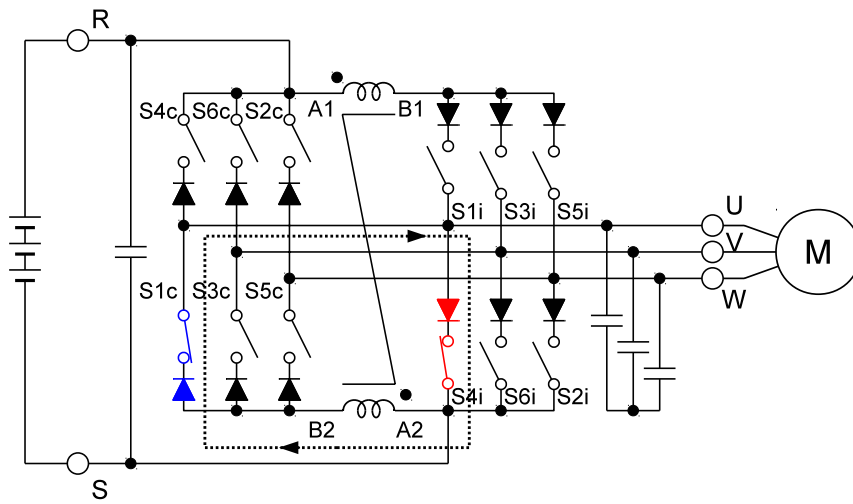 R
S4c S6c S2c A1 B1
S1i S3i S5i
U
V
W
M
S1c S3c S5c
S4i S6i S2i
B2 A2
S